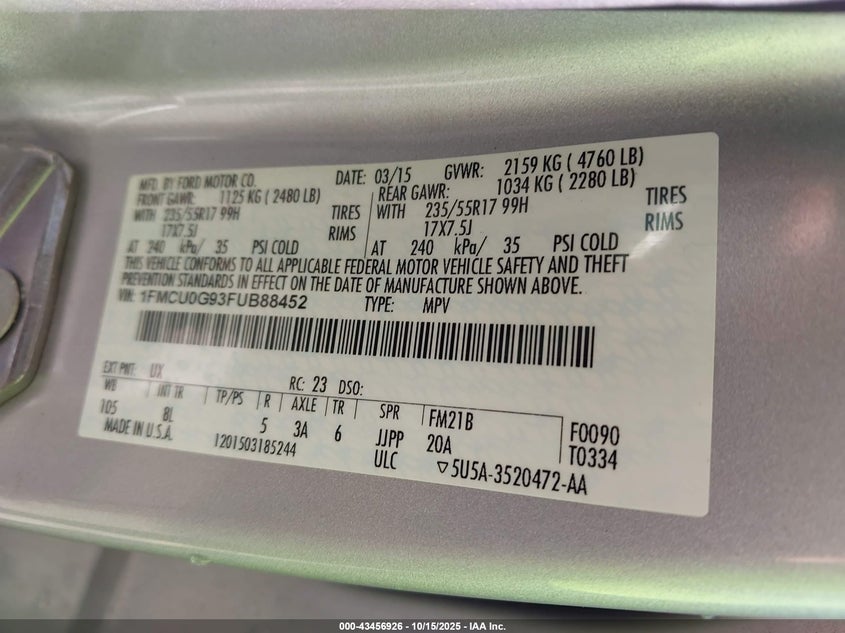 MFD. BY FORD MOTOR CO.
DATE: 03/15 GVWR: 2159 KG ( 4760 LB)
FRONT GAWR: 1125 KG ( 2480 LB)
REAR GAWR: 1034 KG ( 2280 LB)
WITH 235/55R17 99H TIRES
WITH 235/55R17 99H TIRES
17X7.5J RIMS
17X7.5J RIMS
AT 240 kPa/ 35 PSI COLD
AT 240 kPa/ 35 PSI COLD
THIS VEHICLE CONFORMS TO ALL APPLICABLE FEDERAL MOTOR VEHICLE SAFETY AND THEFT
PREVENTION STANDARDS IN EFFECT ON THE DATE OF MANUFACTURE SHOWN ABOVE.
VIN: 1FMCU0G93FUB88452 TYPE: MPV
EXT PNT: UX RC: 23 DSO:
WB INT TR TP/PS R AXLE TR SPR FM21B F0090
105 8L 5 3A 6 JJPP 20A T0334
MADE IN U.S.A. 1201503185244 ULC ▽5U5A-3520472-AA
000-43456926 - 10/15/2025 - IAA Inc.